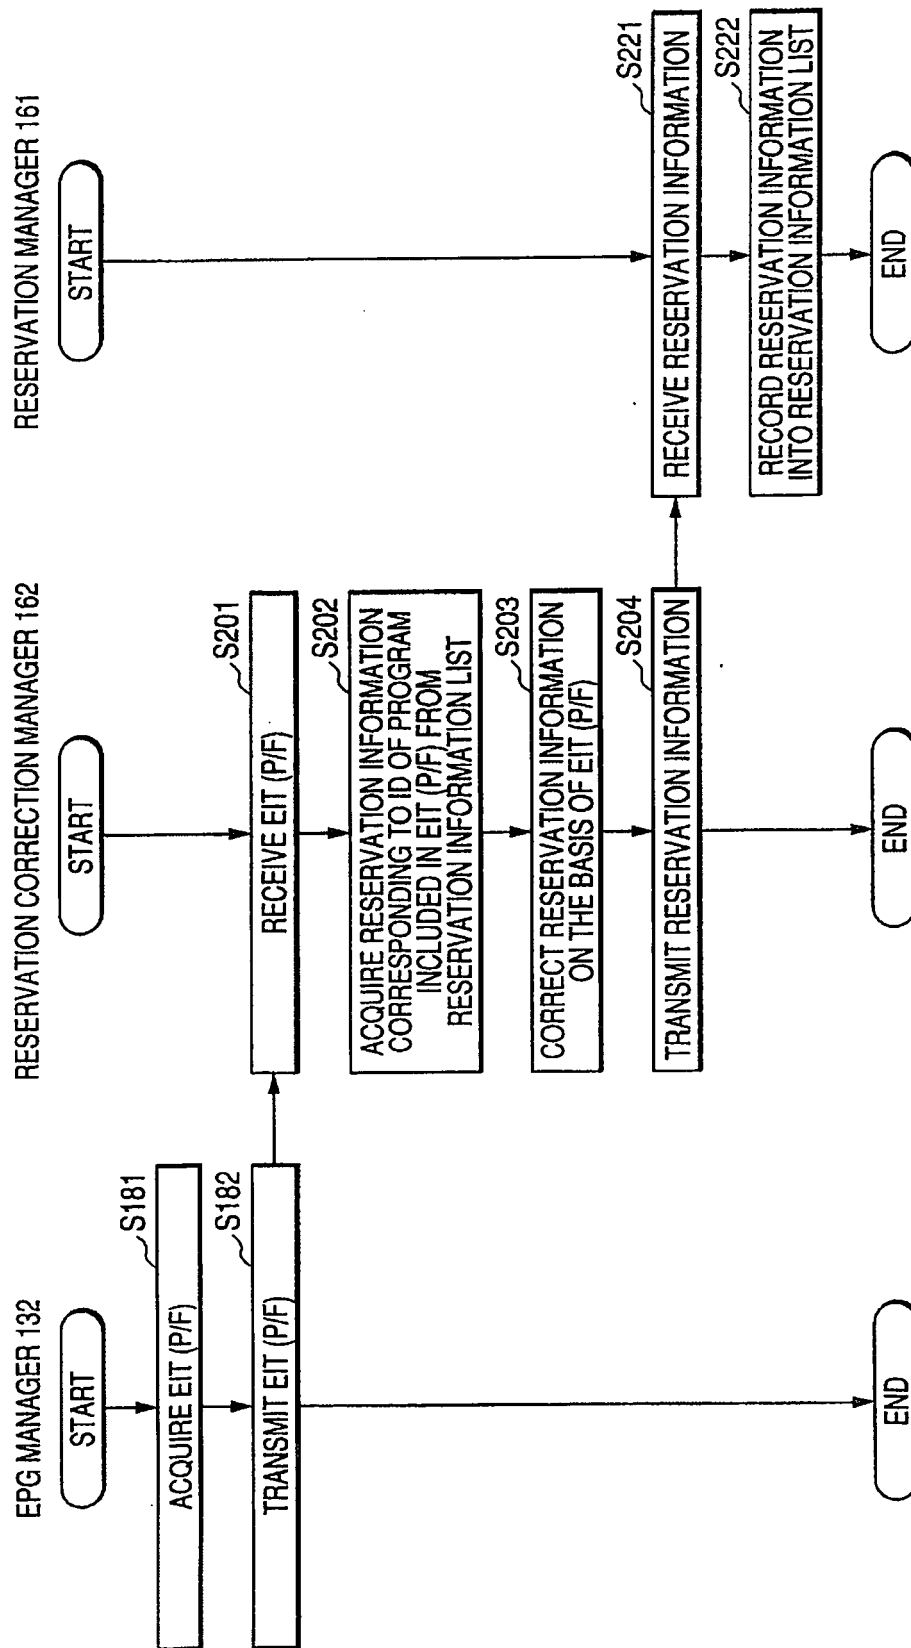 EPG MANAGER 132
START
S181
ACQUIRE EIT (P/F)
S182
TRANSMIT EIT (P/F)
END
RESERVATION CORRECTION MANAGER 162
START
S201
RECEIVE EIT (P/F)
S202
ACQUIRE RESERVATION INFORMATION
CORRESPONDING TO ID OF PROGRAM
INCLUDED IN EIT (P/F) FROM
RESERVATION INFORMATION LIST
S203
CORRECT RESERVATION INFORMATION
ON THE BASIS OF EIT (P/F)
S204
TRANSMIT RESERVATION INFORMATION
END
RESERVATION MANAGER 161
START
S221
RECEIVE RESERVATION INFORMATION
S222
RECORD RESERVATION INFORMATION
INTO RESERVATION INFORMATION LIST
END